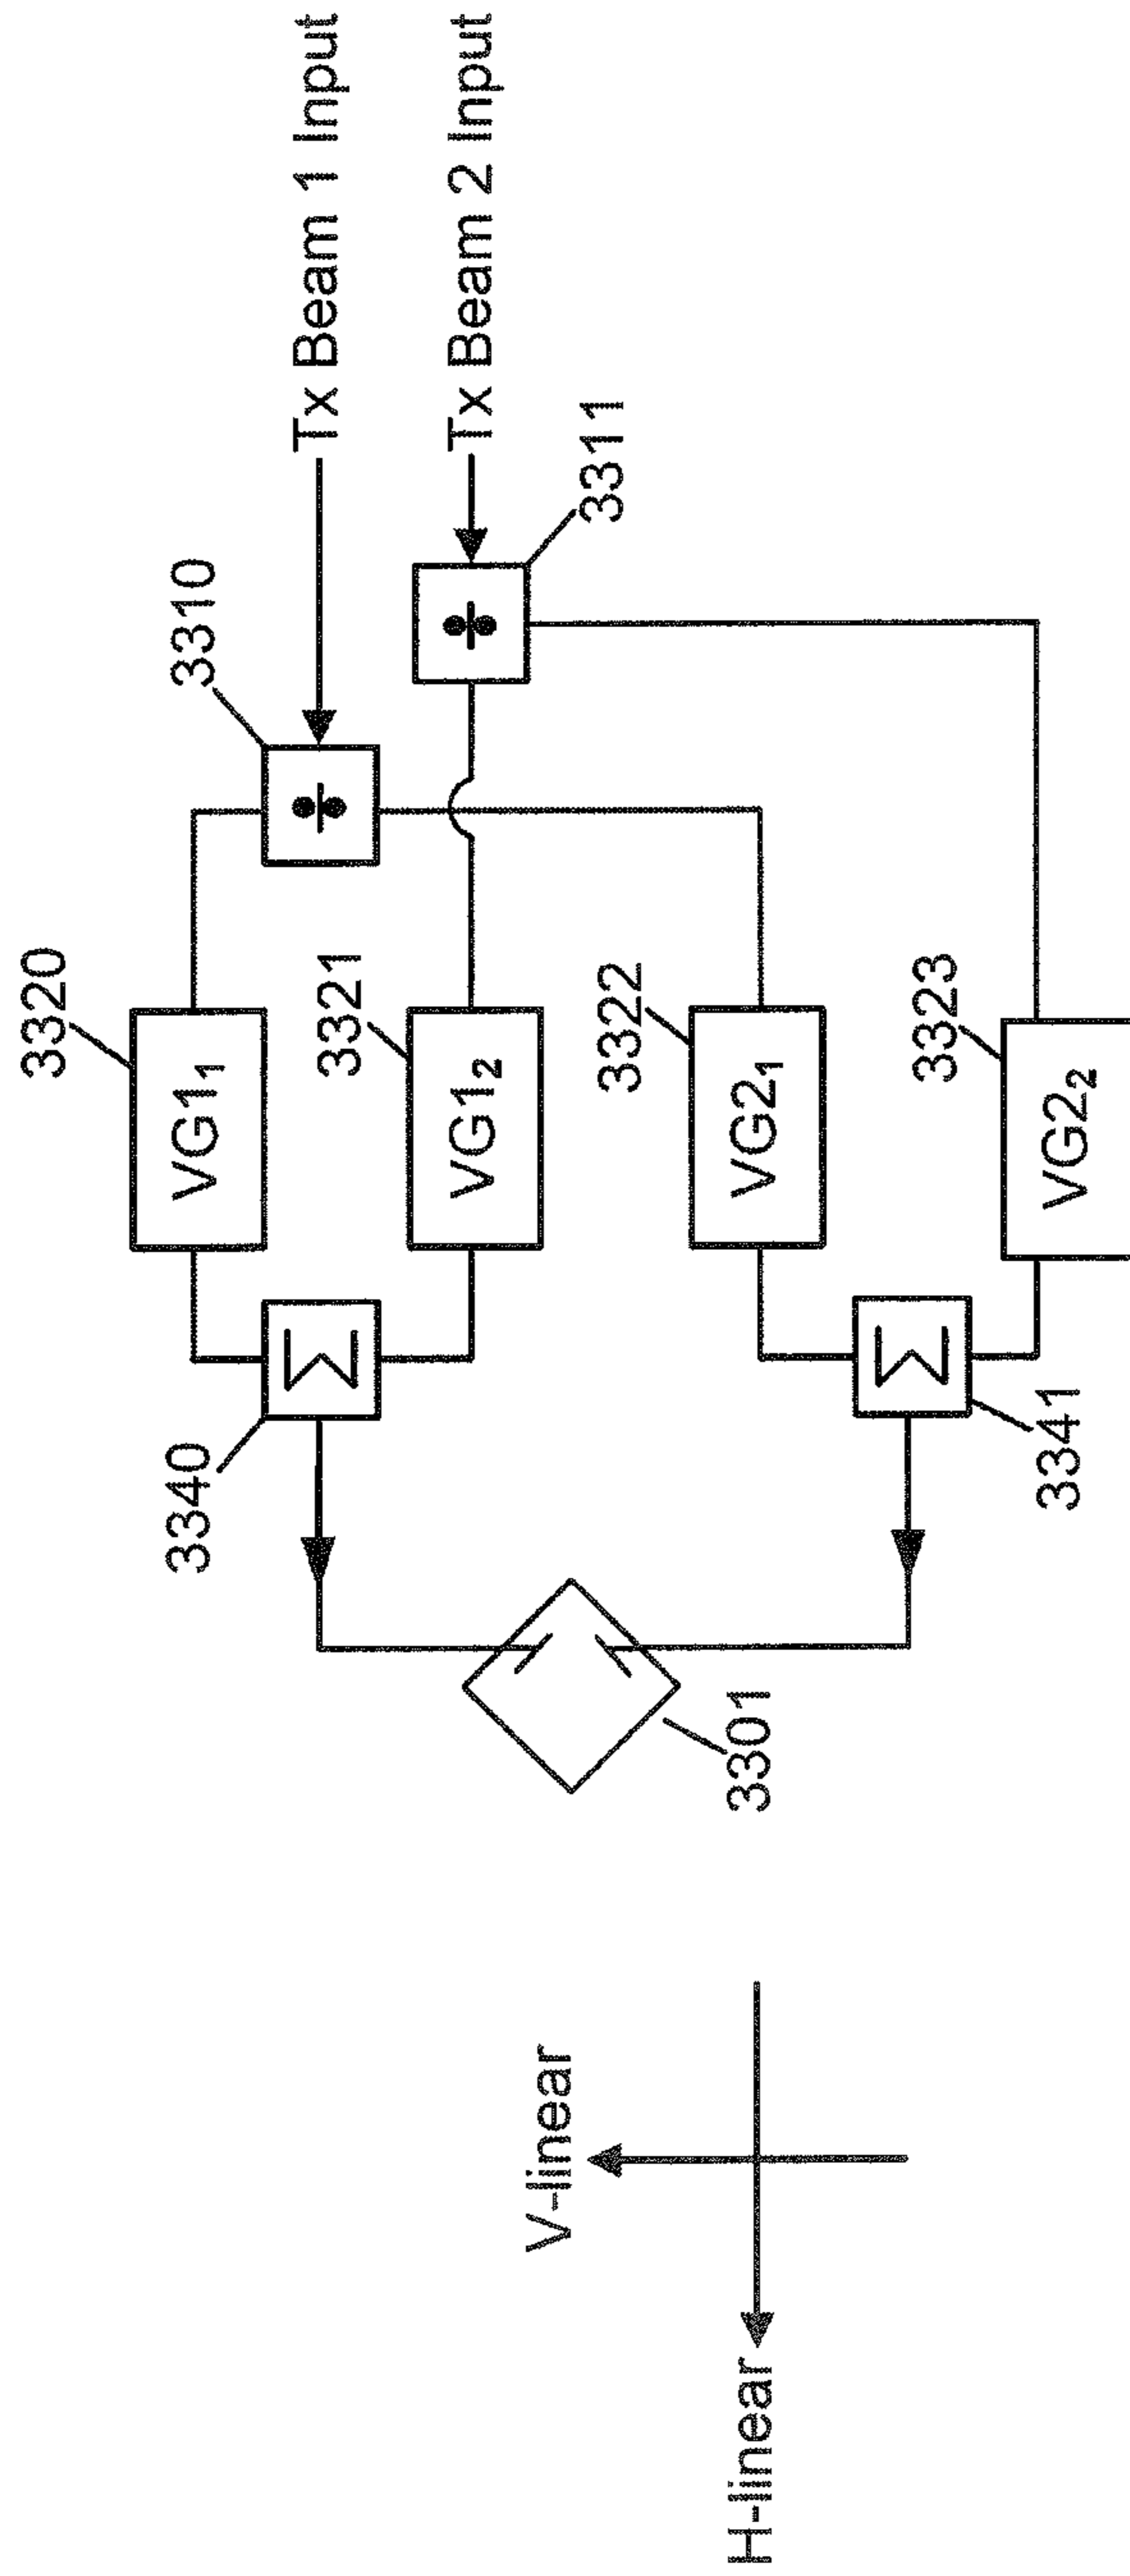 Tx Beam 1 Input
Tx Beam 2 Input
3310
3311
÷
÷
3320
VG1₁
3321
VG1₂
3322
VG2₁
3323
VG2₂
3340
Σ
3341
Σ
3301
V-linear
H-linear